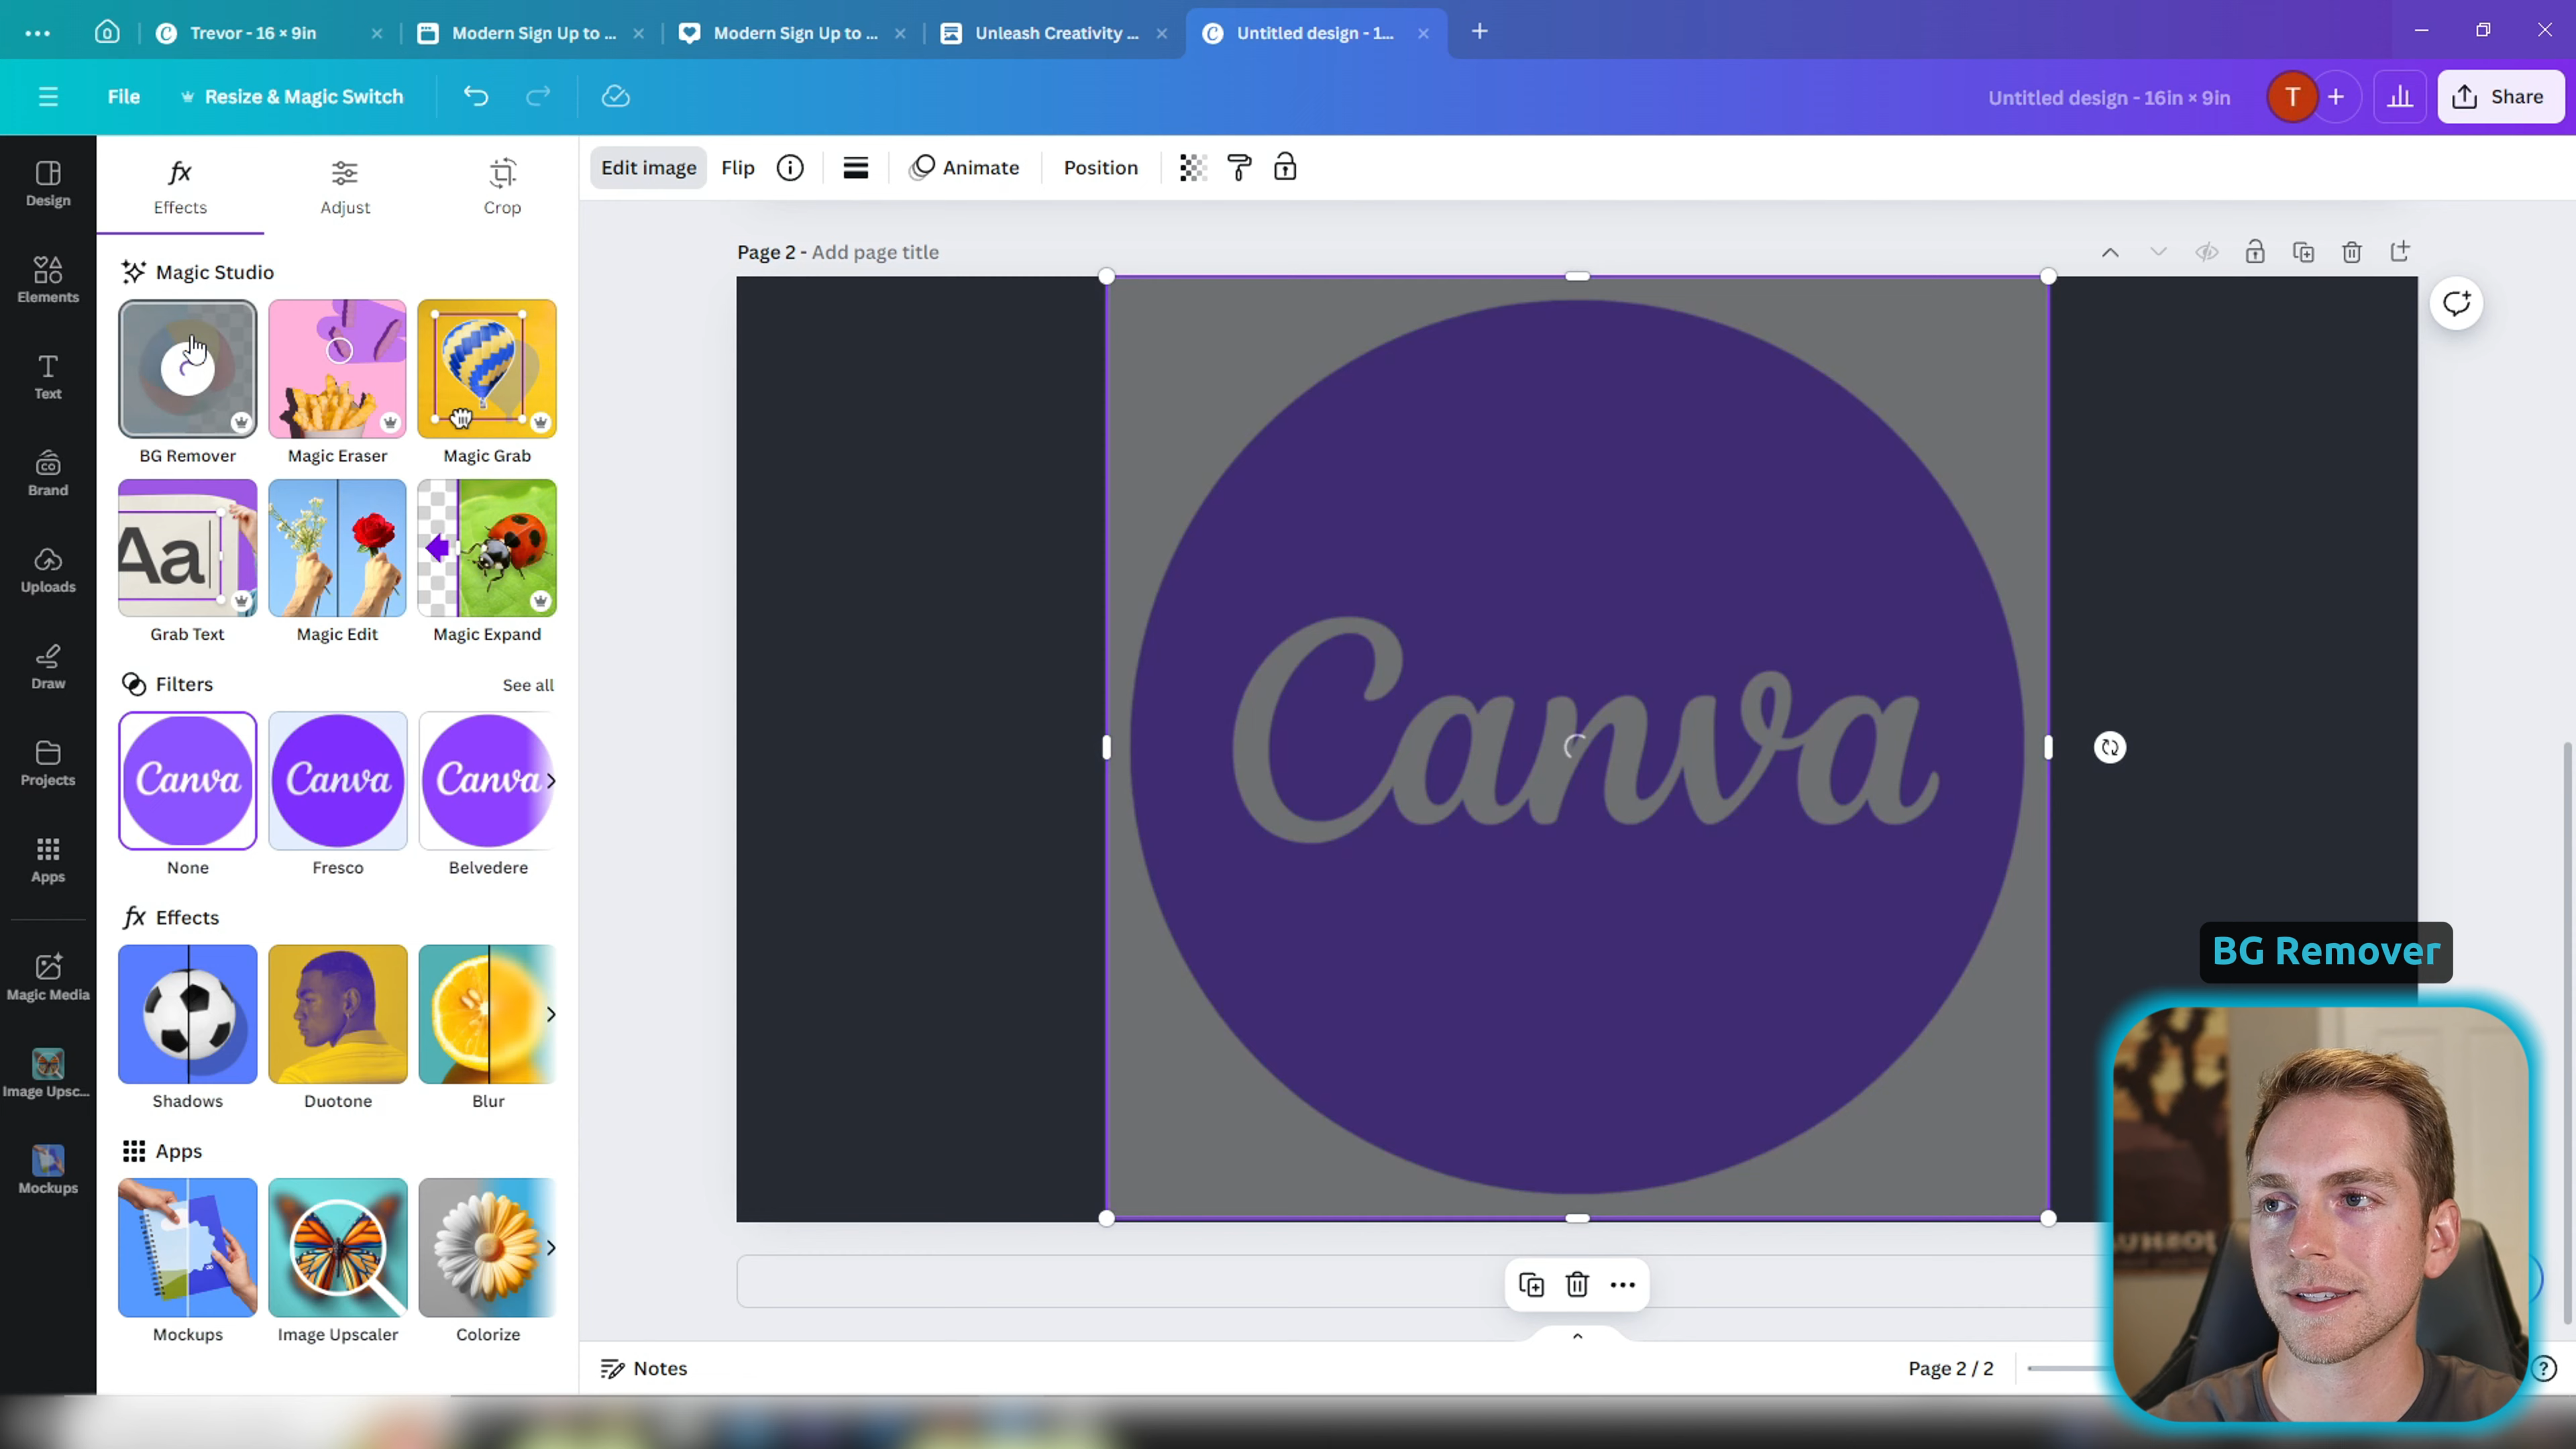 Trevor - 16 × 9in
Modern Sign Up to ...
Modern Sign Up to ...
Unleash Creativity ...
Untitled design - 1...
File
Resize & Magic Switch
Untitled design - 16in × 9in
T
Share
Design
Elements
Text
Brand
Uploads
Draw
Projects
Apps
Magic Media
Image Upsc...
Mockups
fx
Effects
Adjust
Crop
Magic Studio
BG Remover
Magic Eraser
Magic Grab
Aa
Grab Text
Magic Edit
Magic Expand
Filters
See all
Canva
Canva
Canva
None
Fresco
Belvedere
fx Effects
Shadows
Duotone
Blur
Apps
Mockups
Image Upscaler
Colorize
Edit image
Flip
Animate
Position
Page 2 - Add page title
Canva
BG Remover
Notes
Page 2 / 2